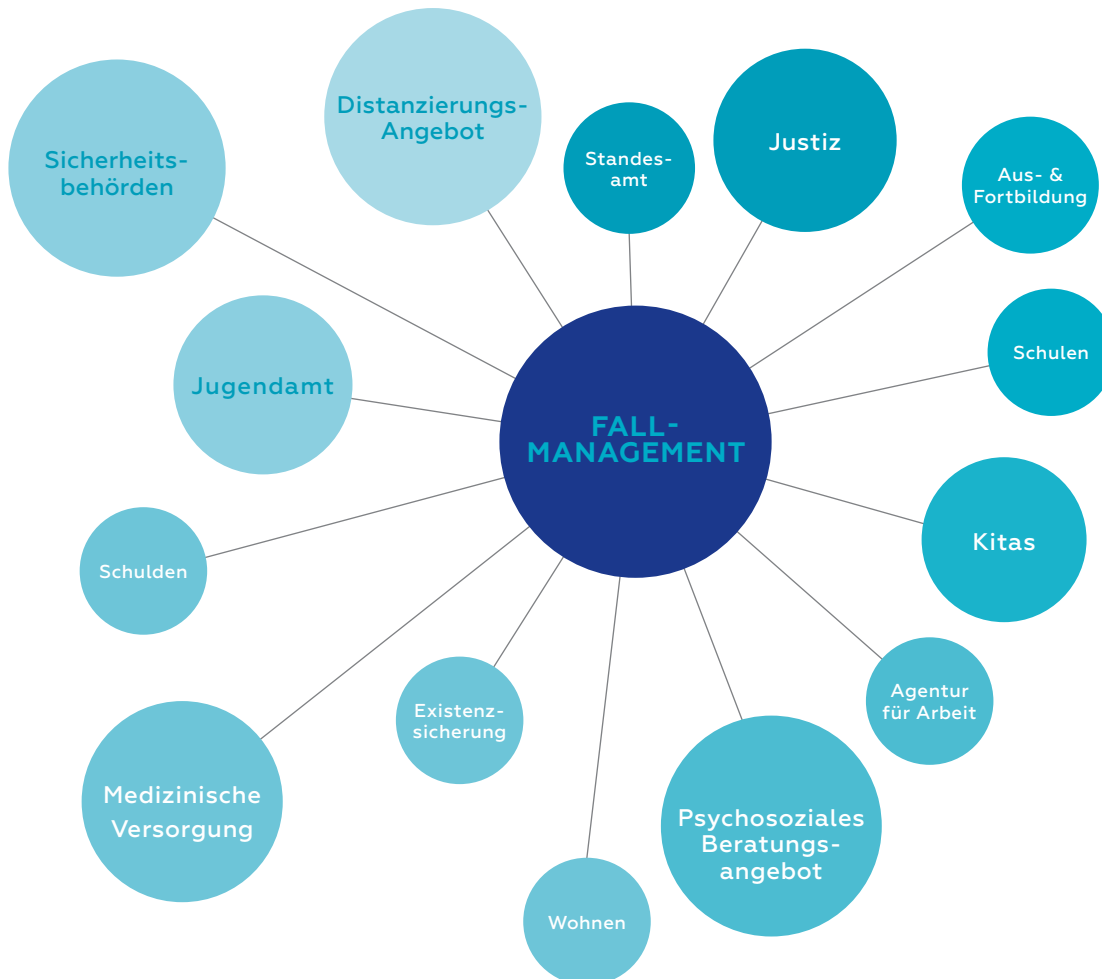 Distanzierungs-
Angebot
Sicherheits-
behörden
Standes-
amt
Justiz
Aus- &
Fortbildung
Schulen
Jugendamt
FALL-
MANAGEMENT
Kitas
Schulden
Agentur
für Arbeit
Existenz-
sicherung
Medizinische
Versorgung
Psychosoziales
Beratungs-
angebot
Wohnen